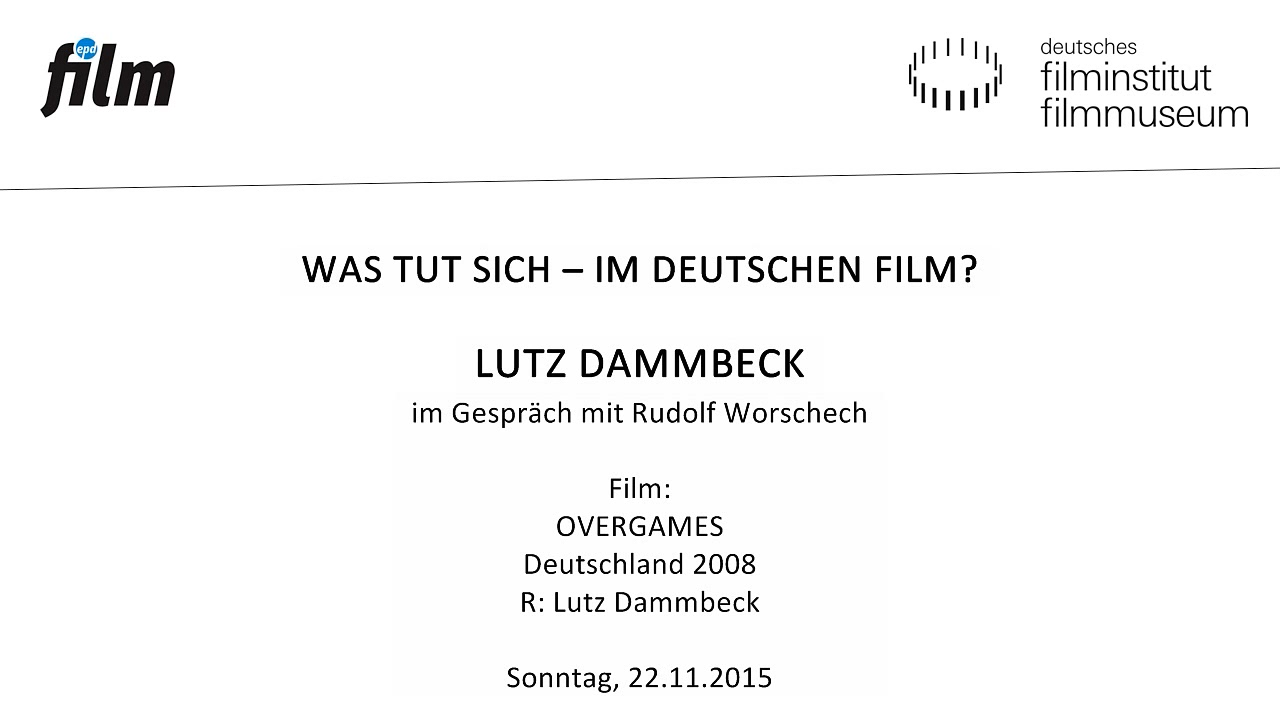 epd
film
deutsches
filminstitut
filmmuseum
WAS TUT SICH – IM DEUTSCHEN FILM?
LUTZ DAMMBECK
im Gespräch mit Rudolf Worschech
Film:
OVERGAMES
Deutschland 2008
R: Lutz Dammbeck
Sonntag, 22.11.2015